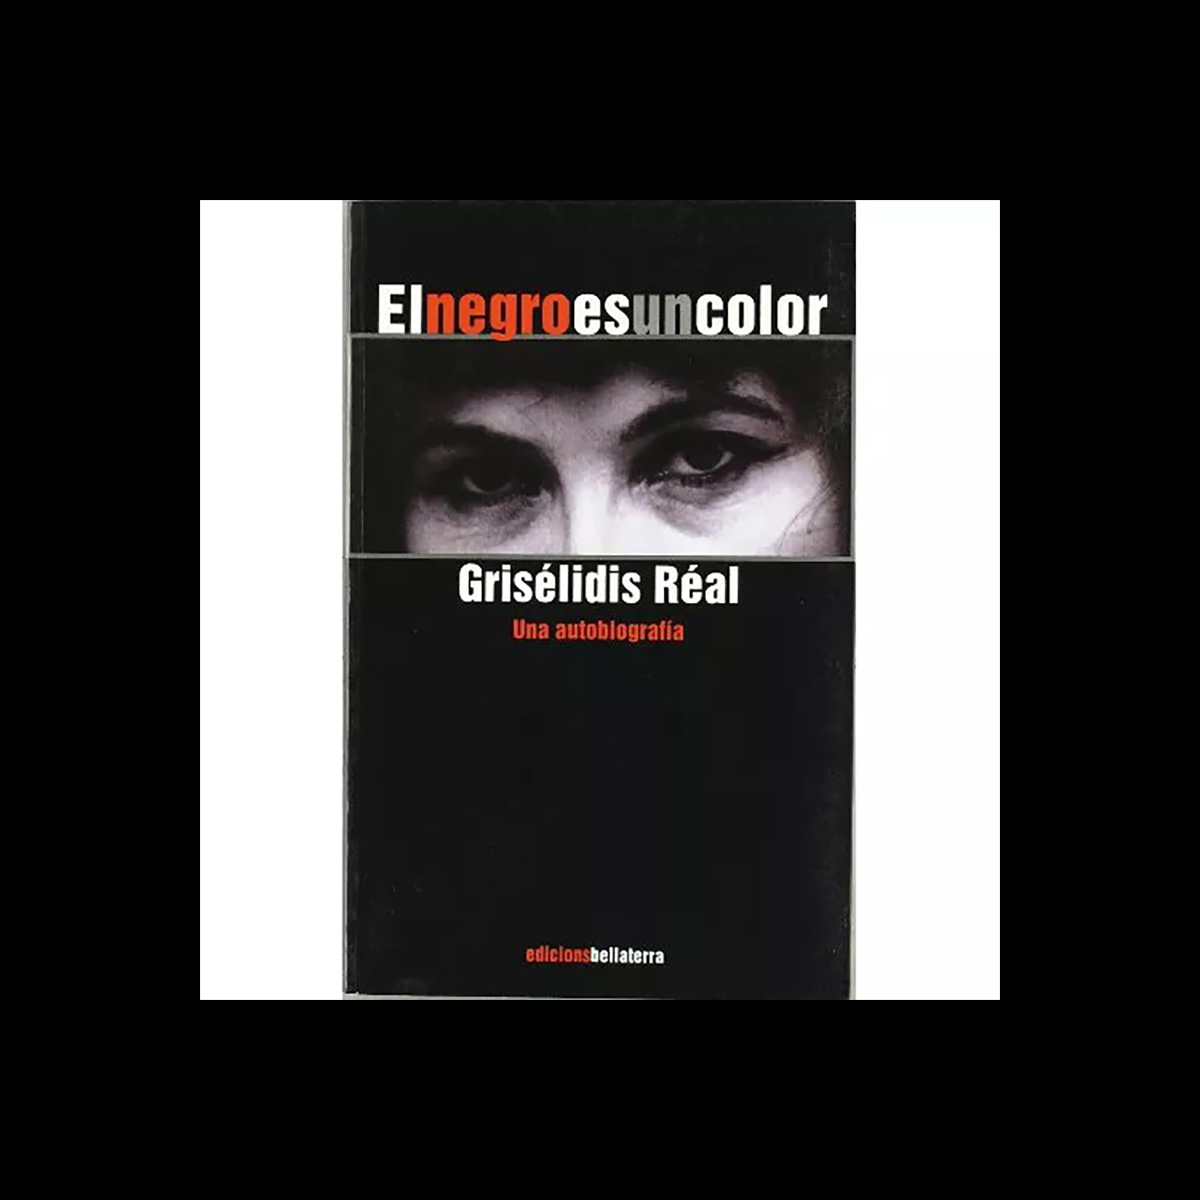 Elnegroesuncolor
Grisélidis Réal
Una autobiografía
edicionsbellaterra